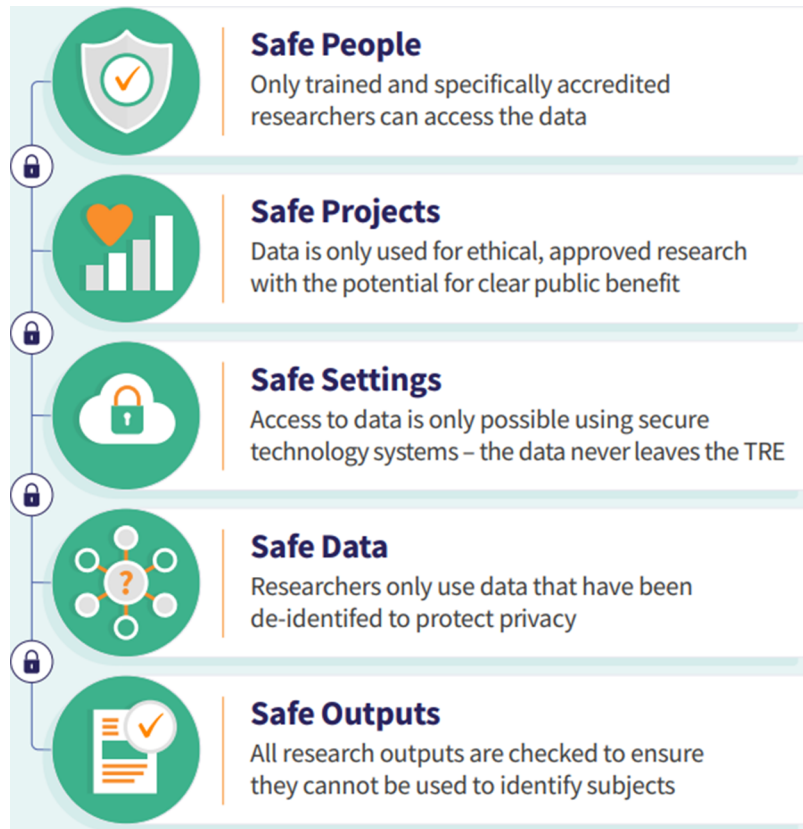 Safe People
Only trained and specifically accredited
researchers can access the data
Safe Projects
Data is only used for ethical, approved research
with the potential for clear public benefit
Safe Settings
Access to data is only possible using secure
technology systems – the data never leaves the TRE
Safe Data
Researchers only use data that have been
de-identifed to protect privacy
?
Safe Outputs
All research outputs are checked to ensure
they cannot be used to identify subjects